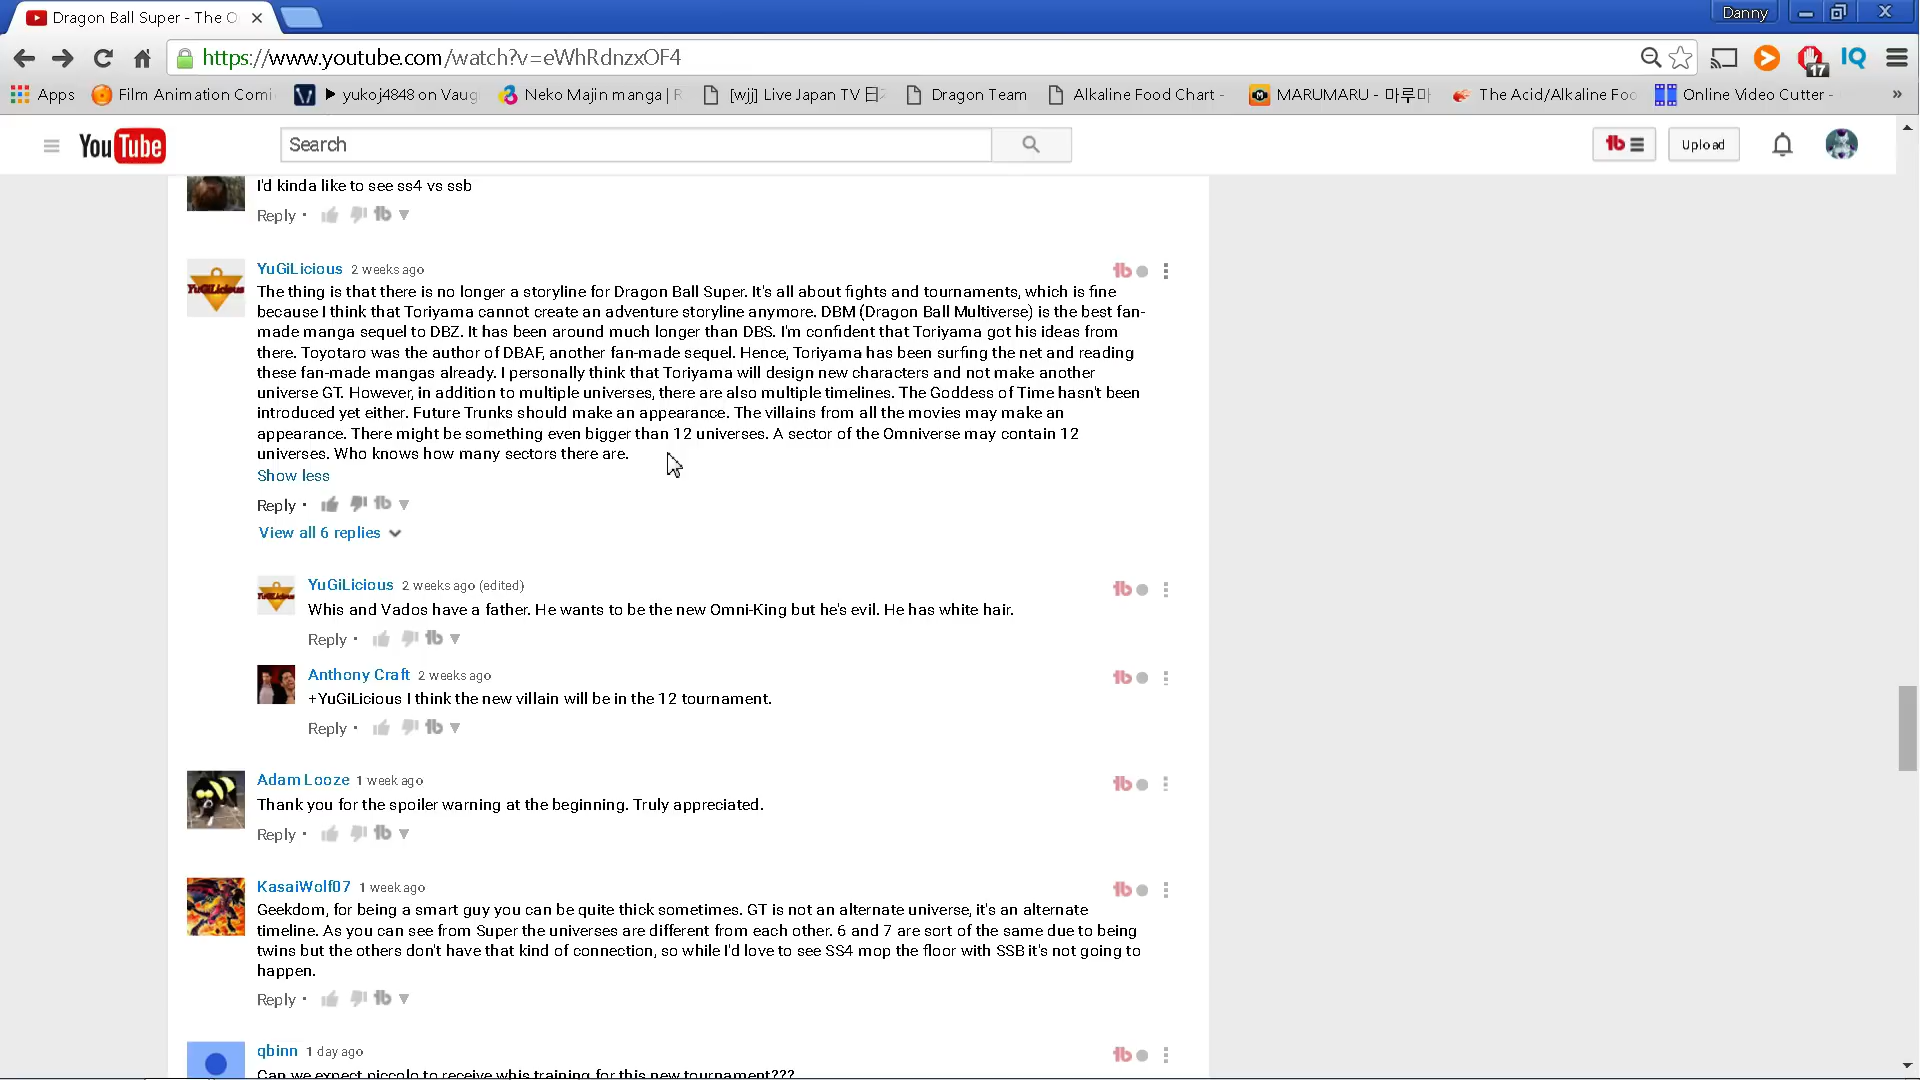 Dragon Ball Super - The O
Danny
https://www.youtube.com/watch?v=eWhRdnzxOF4
17
IQ
Apps
Film Animation Comi
▶ yukoj4848 on Vaug
Neko Majin manga | R
[wjj] Live Japan TV 日
Dragon Team
Alkaline Food Chart -
MARUMARU - 마루마
The Acid/Alkaline Foo
Online Video Cutter -
»
YouTube
Search
Upload
I'd kinda like to see ss4 vs ssb
Reply •
YuGiLicious 2 weeks ago
The thing is that there is no longer a storyline for Dragon Ball Super. It's all about fights and tournaments, which is fine
because I think that Toriyama cannot create an adventure storyline anymore. DBM (Dragon Ball Multiverse) is the best fan-
made manga sequel to DBZ. It has been around much longer than DBS. I'm confident that Toriyama got his ideas from
there. Toyotaro was the author of DBAF, another fan-made sequel. Hence, Toriyama has been surfing the net and reading
these fan-made mangas already. I personally think that Toriyama will design new characters and not make another
universe GT. However, in addition to multiple universes, there are also multiple timelines. The Goddess of Time hasn't been
introduced yet either. Future Trunks should make an appearance. The villains from all the movies may make an
appearance. There might be something even bigger than 12 universes. A sector of the Omniverse may contain 12
universes. Who knows how many sectors there are.
Show less
Reply •
View all 6 replies
YuGiLicious 2 weeks ago (edited)
Whis and Vados have a father. He wants to be the new Omni-King but he's evil. He has white hair.
Reply •
Anthony Craft 2 weeks ago
+YuGiLicious I think the new villain will be in the 12 tournament.
Reply •
Adam Looze 1 week ago
Thank you for the spoiler warning at the beginning. Truly appreciated.
Reply •
KasaiWolf07 1 week ago
Geekdom, for being a smart guy you can be quite thick sometimes. GT is not an alternate universe, it's an alternate
timeline. As you can see from Super the universes are different from each other. 6 and 7 are sort of the same due to being
twins but the others don't have that kind of connection, so while I'd love to see SS4 mop the floor with SSB it's not going to
happen.
Reply •
qbinn 1 day ago
Can we expect piccolo to receive whis training for this new tournament???